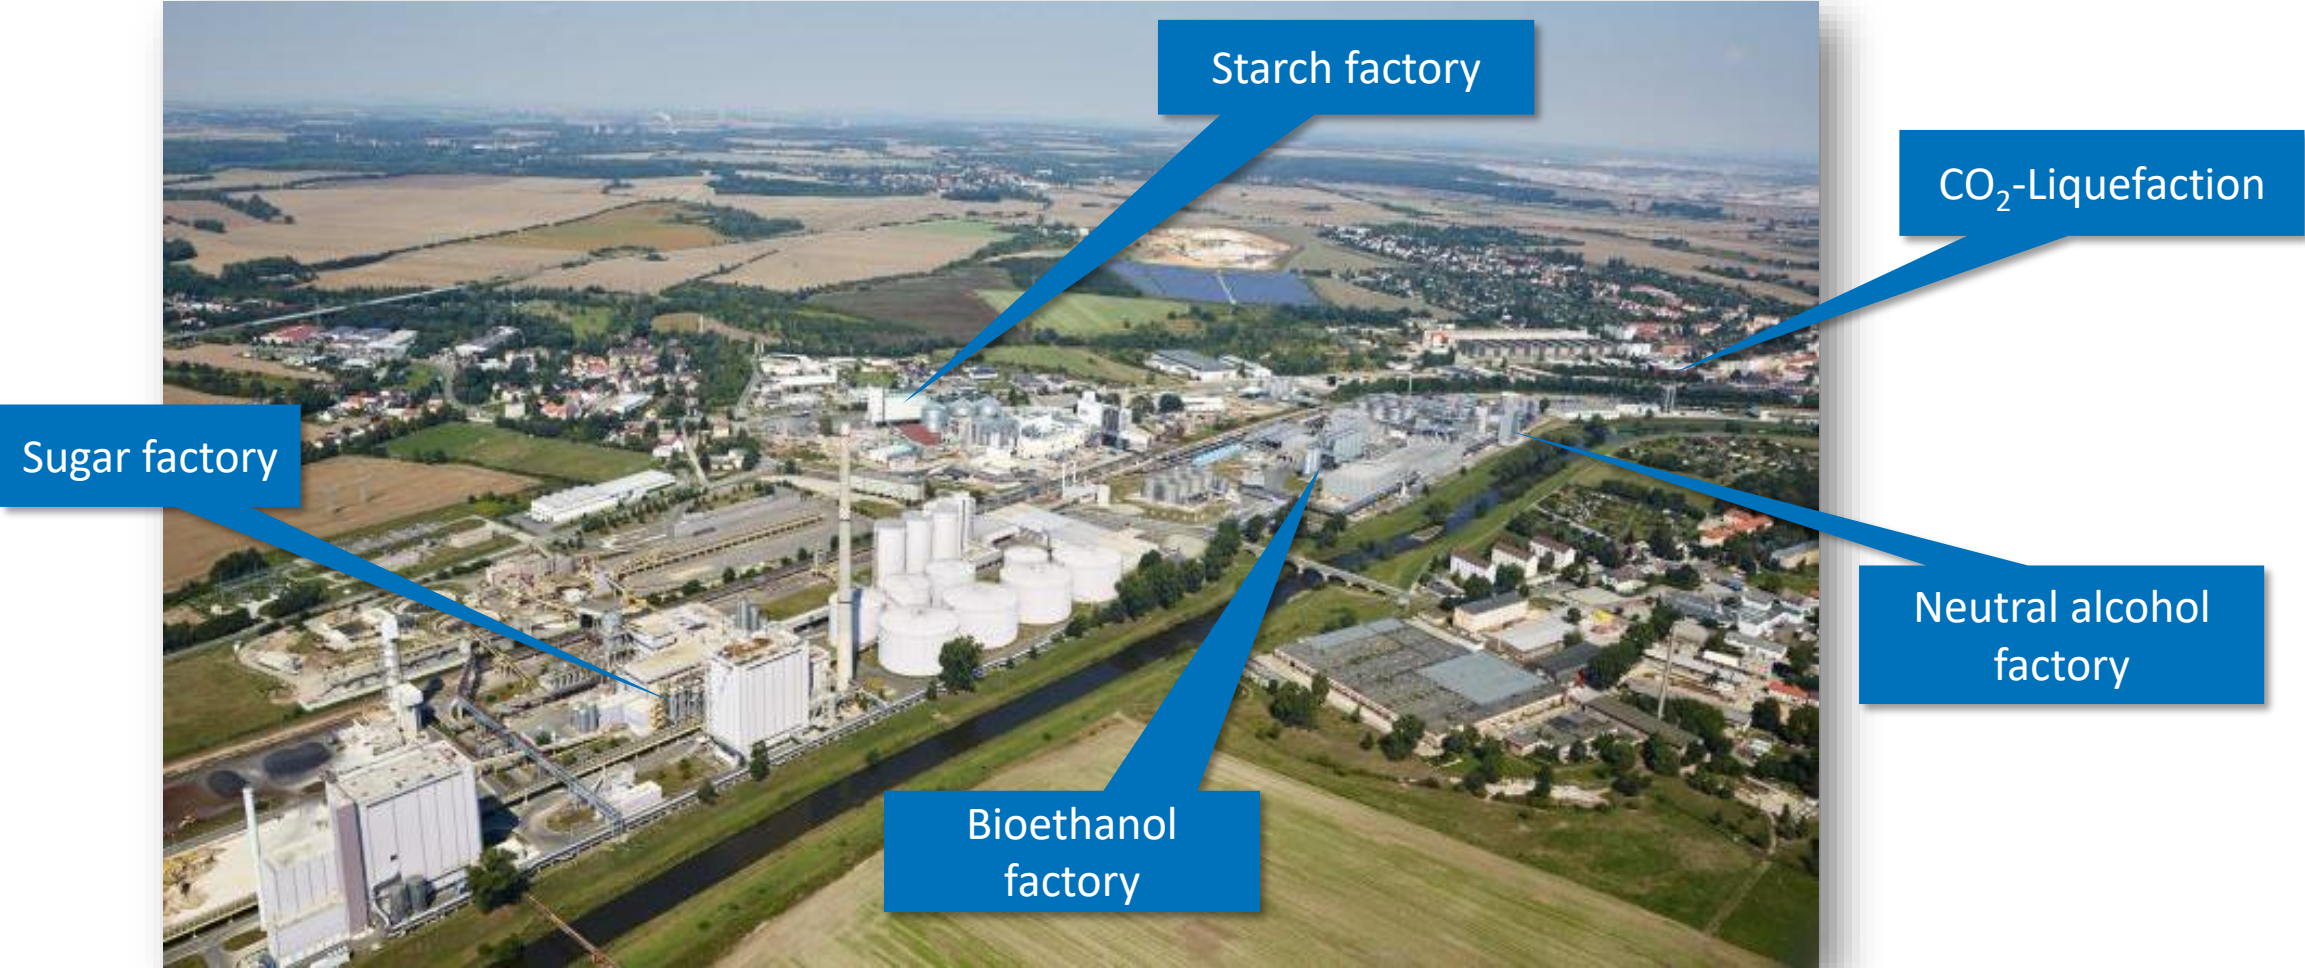 Starch factory
CO₂-Liquefaction
Sugar factory
Neutral alcohol
factory
Bioethanol
factory